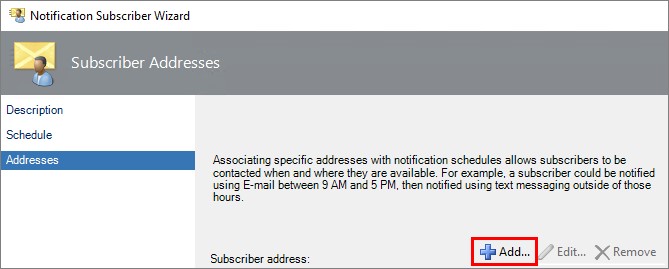 Notification Subscriber Wizard
Subscriber Addresses
Description
Schedule
Addresses
Associating specific addresses with notification schedules allows subscribers to be
contacted when and where they are available. For example, a subscriber could be notified
using E-mail between 9 AM and 5 PM, then notified using text messaging outside of those
hours.
Add... Edit... Remove
Subscriber address: